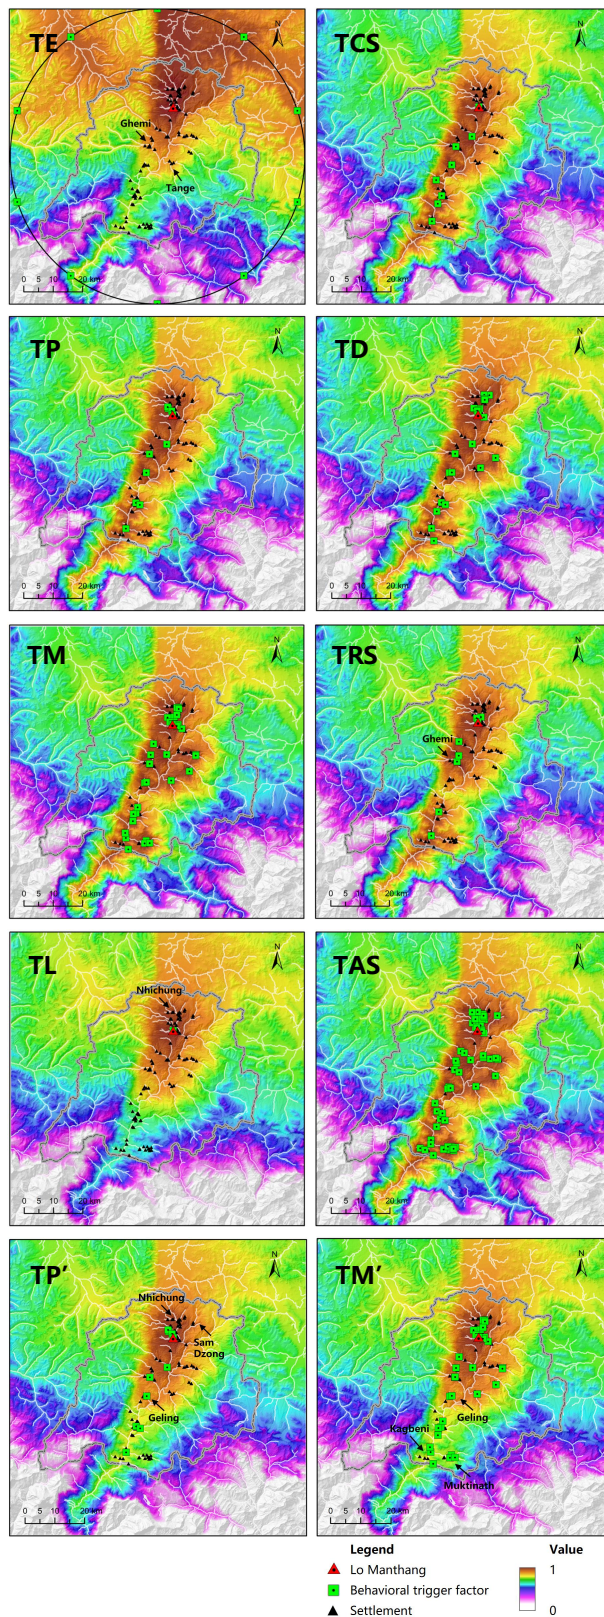 TE
N
Ghemi
Tange
0 5 10 20 km
TCS
N
0 5 10 20 km
TP
N
0 5 10 20 km
TD
N
0 5 10 20 km
TM
N
0 5 10 20 km
TRS
N
Ghemi
0 5 10 20 km
TL
N
Nhichung
0 5 10 20 km
TAS
N
0 5 10 20 km
TP’
N
Nhichung
Sam
Dzong
Geling
0 5 10 20 km
TM’
N
Geling
Kagbeni
Muktinath
0 5 10 20 km
Legend
Lo Manthang
Behavioral trigger factor
Settlement
Value
1
0